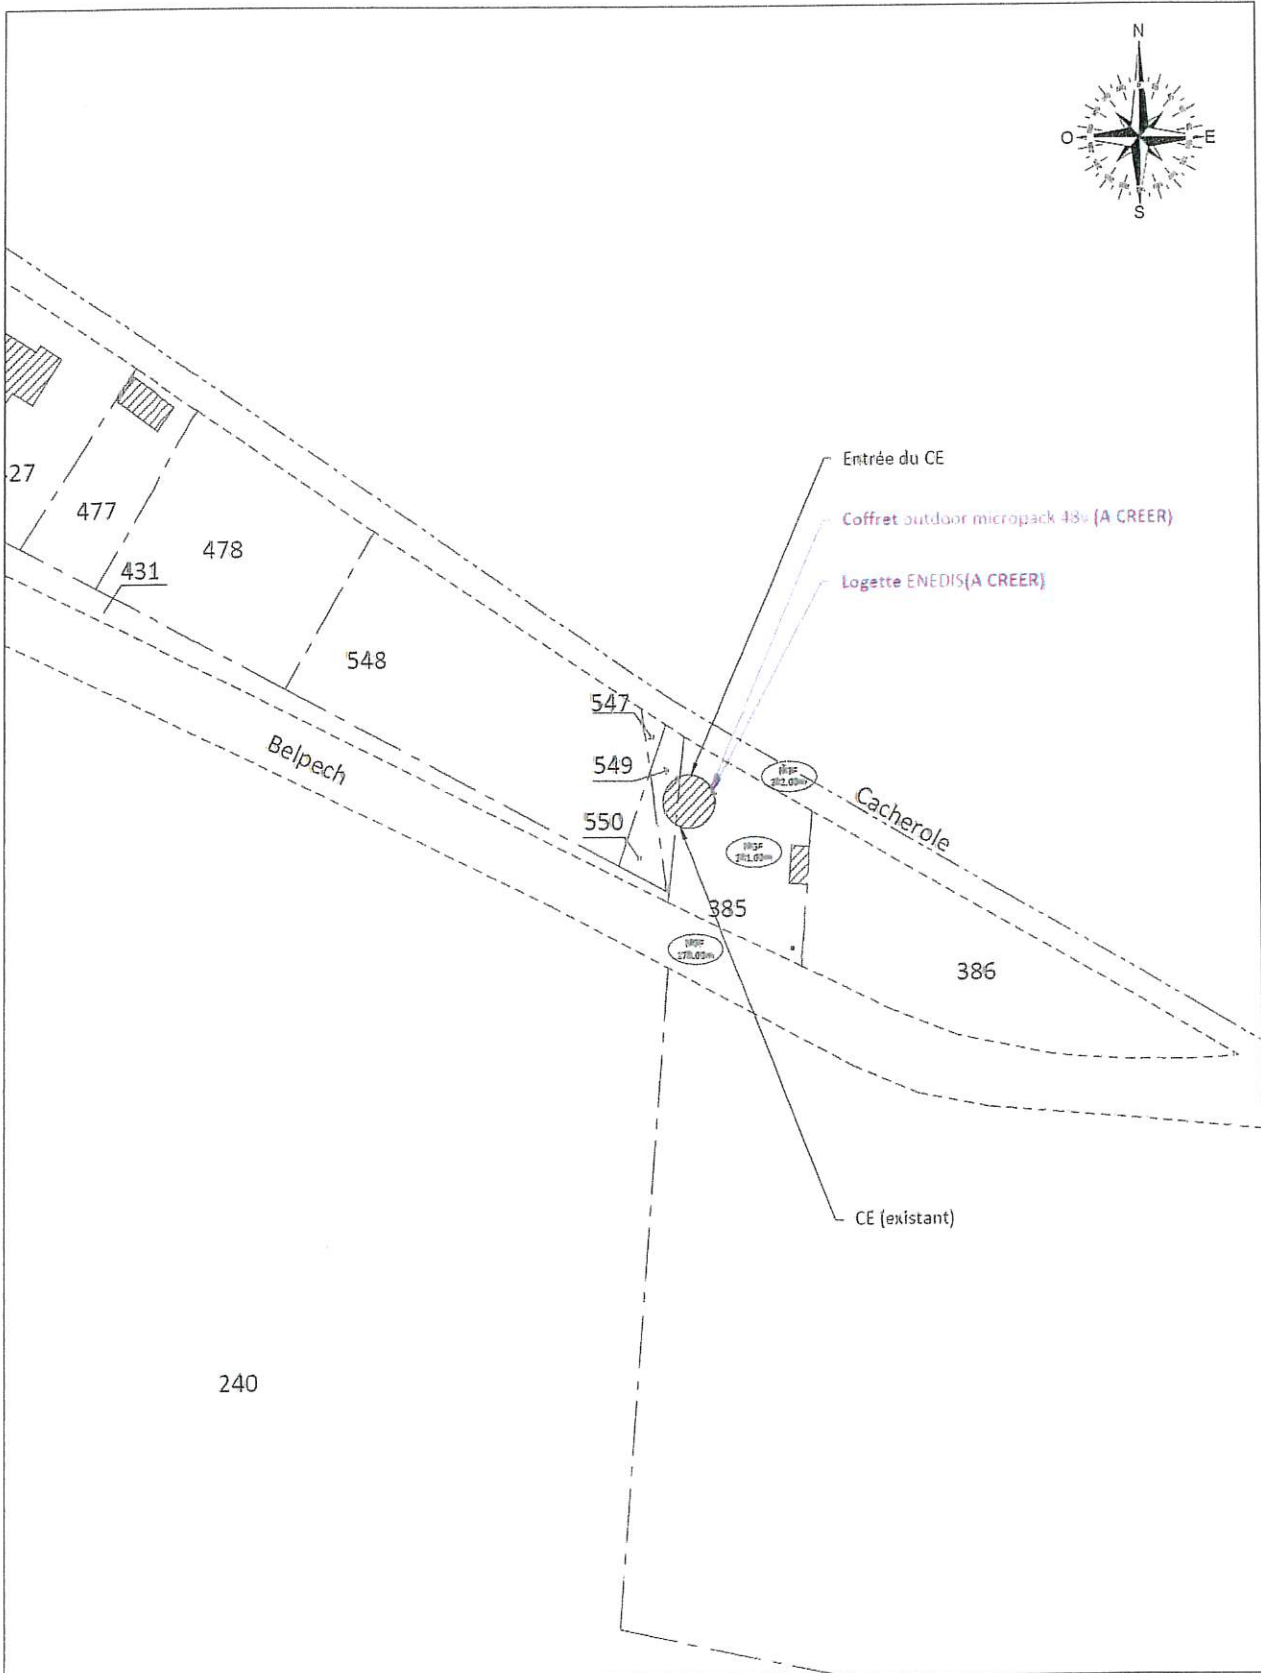 N
O
E
S
Entrée du CE
Coffret outdoor micropack 48v (A CREER)
Logette ENEDIS(A CREER)
27
477
478
431
548
547
549
550
Belpech
Cacherole
385
386
CE (existant)
240